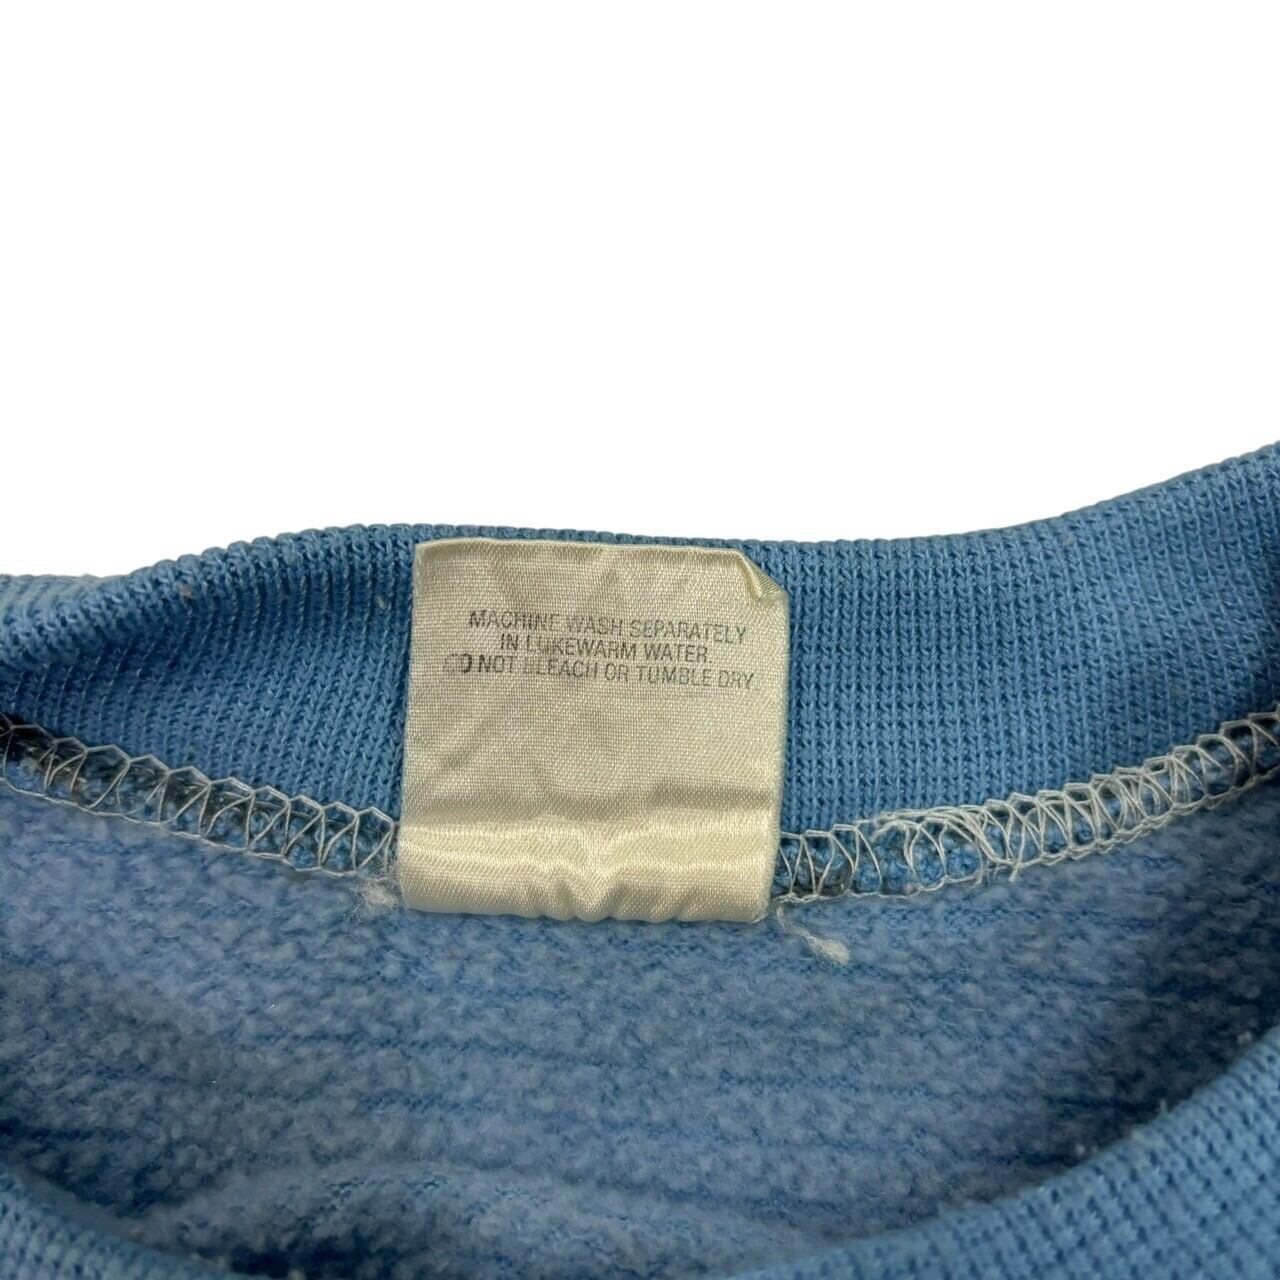 MACHINE WASH SEPARATELY
IN LUKEWARM WATER.
DO NOT BLEACH OR TUMBLE DRY